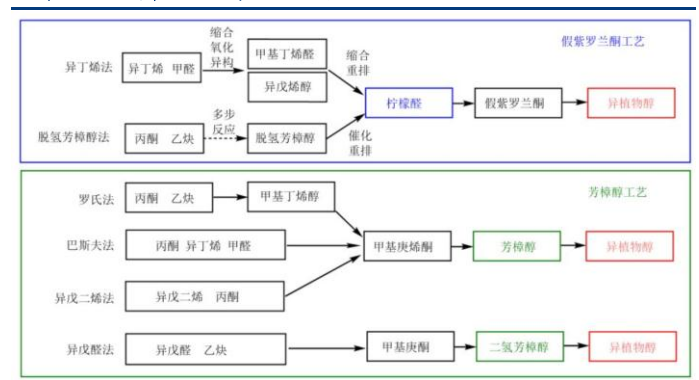 假紫罗兰酮工艺
缩合
氧化
异构
异丁烯法
异丁烯 甲醛
甲基丁烯醛
异戊烯醇
缩合
重排
柠檬醛
假紫罗兰酮
异植物醇
脱氢芳樟醇法
丙酮 乙炔
多步
反应
脱氢芳樟醇
催化
重排
芳樟醇工艺
罗氏法
丙酮 乙炔
甲基丁烯醇
巴斯夫法
丙酮 异丁烯 甲醛
甲基庚烯酮
芳樟醇
异植物醇
异戊二烯法
异戊二烯 丙酮
异戊醛法
异戊醛 乙炔
甲基庚酮
二氢芳樟醇
异植物醇